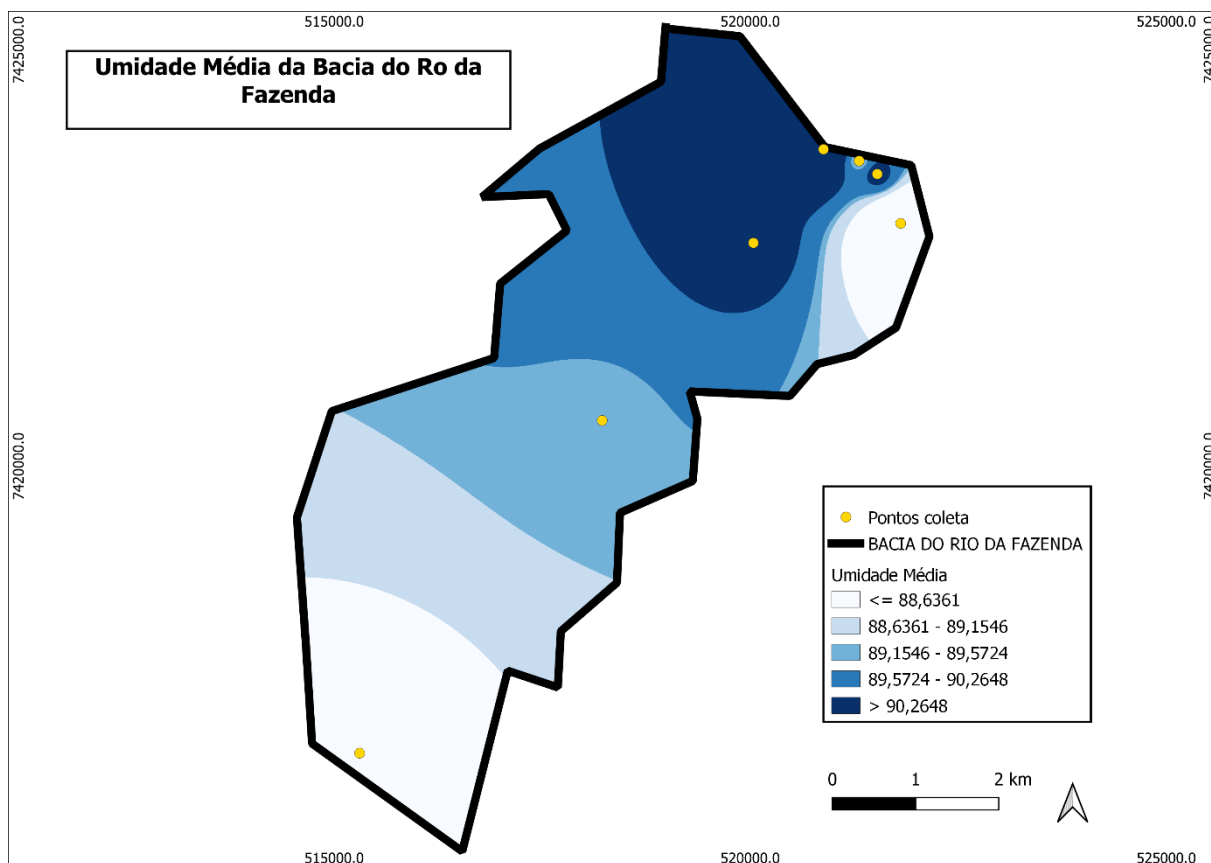 515000.0
520000.0
525000.0
7425000.0
7425000.0
Umidade Média da Bacia do Ro da
Fazenda
7420000.0
7420000.0
Pontos coleta
BACIA DO RIO DA FAZENDA
Umidade Média
<= 88,6361
88,6361 - 89,1546
89,1546 - 89,5724
89,5724 - 90,2648
> 90,2648
0 1 2 km
515000.0
520000.0
525000.0